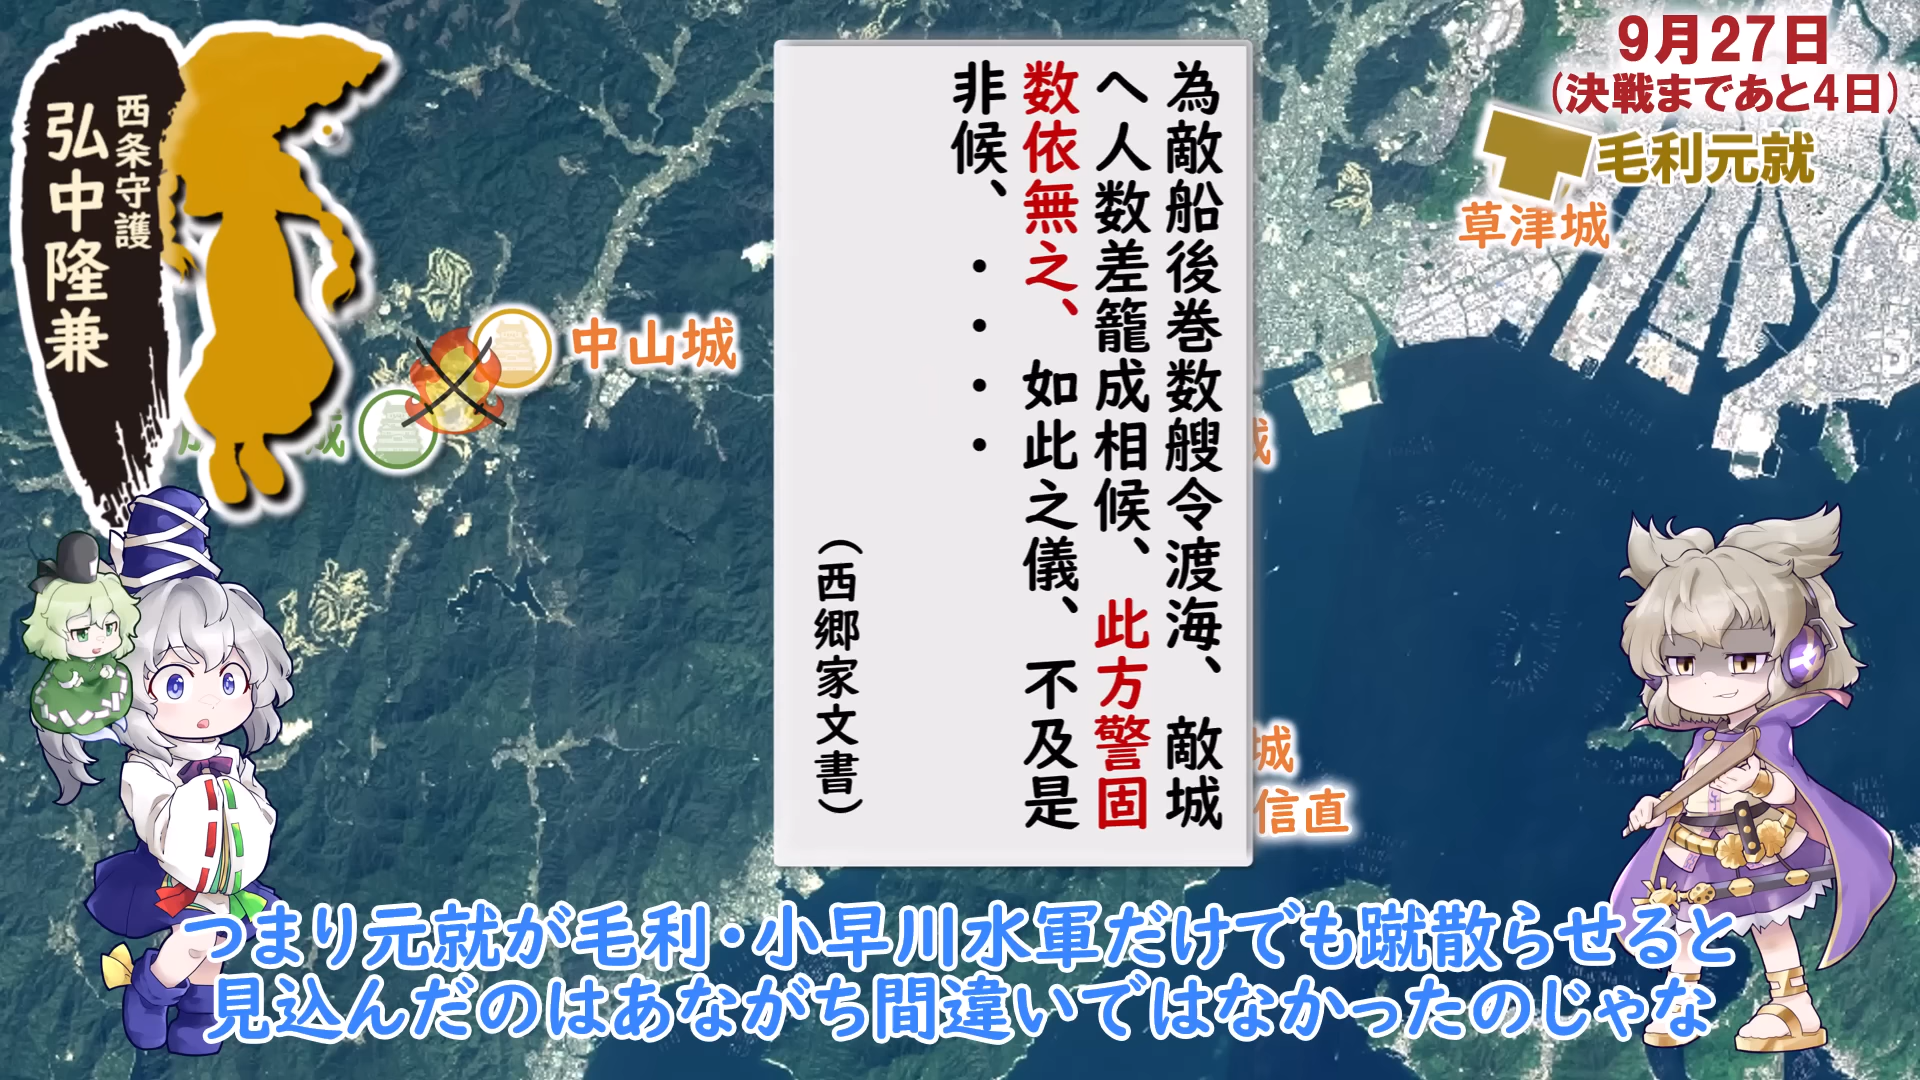 西条守護
弘中隆兼
9月27日
(決戦まであと4日)
毛利元就
草津城
中山城
城
為敵船後巻数艘令渡海、敵城
へ人数差籠成相候、此方警固
数依無之、如此之儀、不及是
非候、・・・・
(西郷家文書)
城
城
信直
つまり元就が毛利・小早川水軍だけでも蹴散らせると
見込んだのはあながち間違いではなかったのじゃな